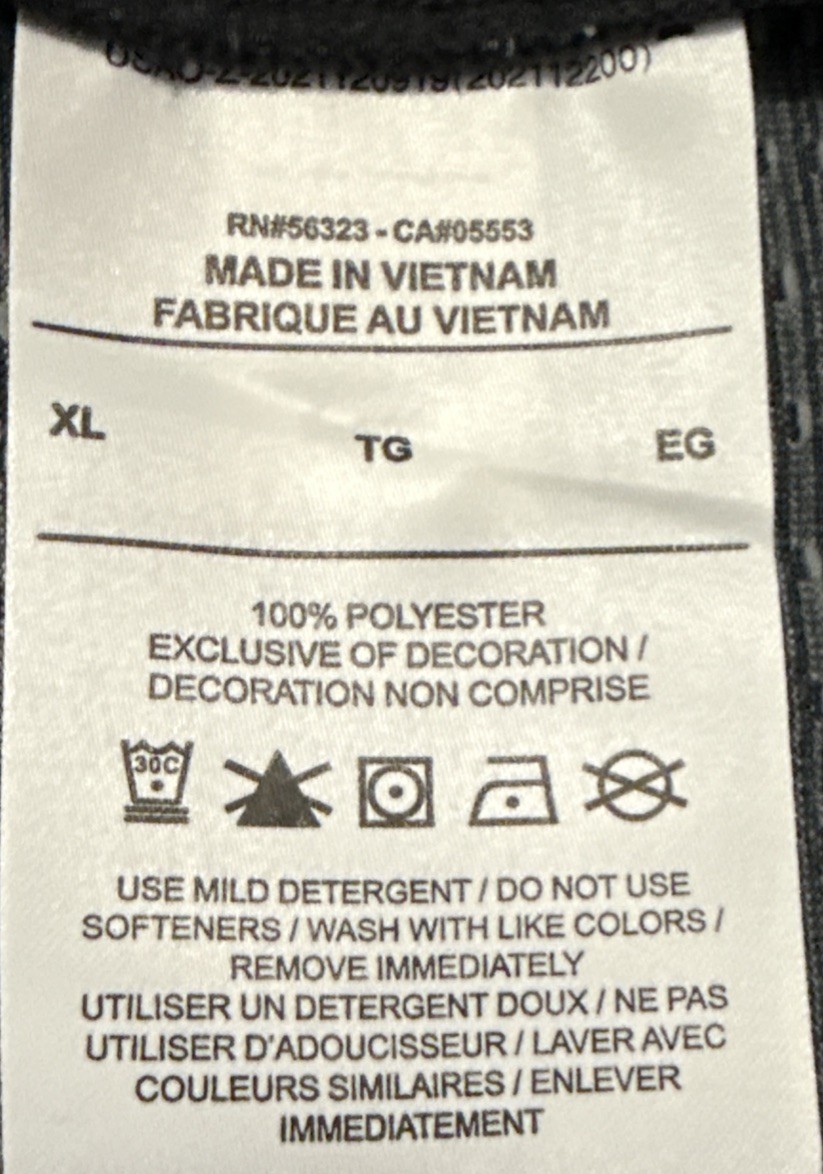 (202112200)
RN#56323 - CA#05553
MADE IN VIETNAM
FABRIQUE AU VIETNAM
XL TG EG
100% POLYESTER
EXCLUSIVE OF DECORATION /
DECORATION NON COMPRISE
30C
USE MILD DETERGENT / DO NOT USE
SOFTENERS / WASH WITH LIKE COLORS /
REMOVE IMMEDIATELY
UTILISER UN DETERGENT DOUX / NE PAS
UTILISER D'ADOUCISSEUR / LAVER AVEC
COULEURS SIMILAIRES / ENLEVER
IMMEDIATEMENT